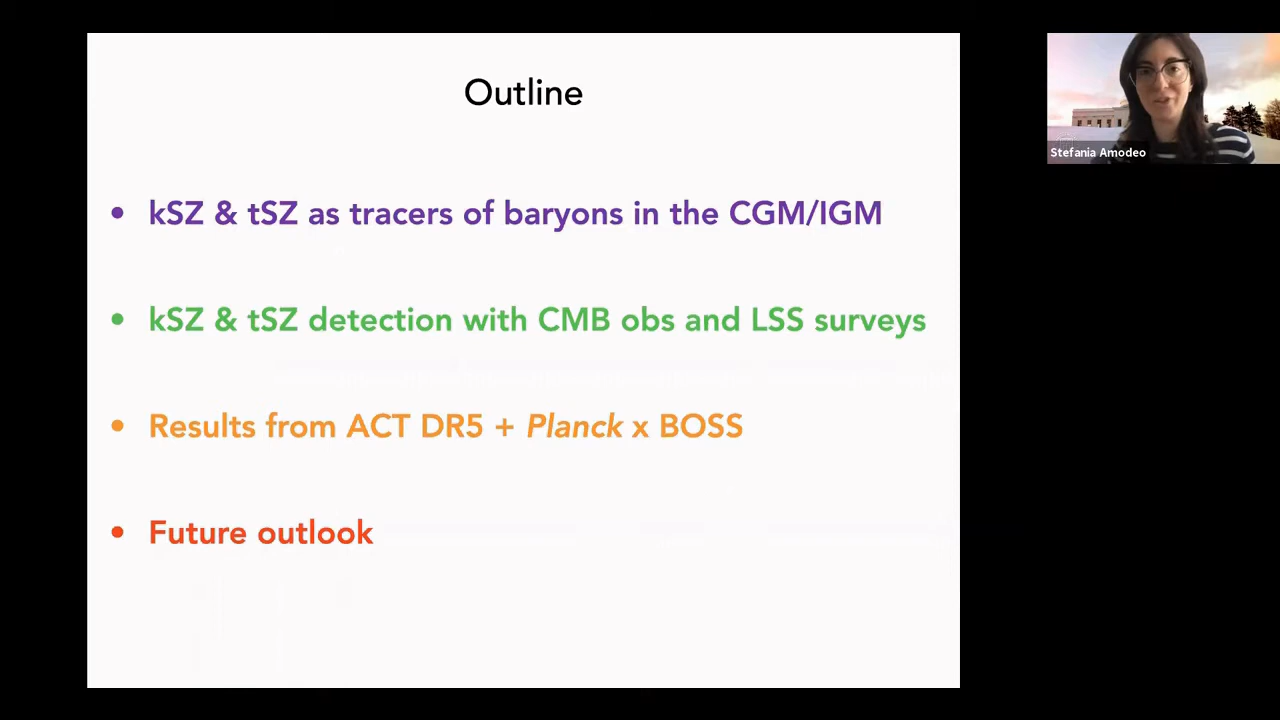 Outline
• kSZ & tSZ as tracers of baryons in the CGM/IGM
• kSZ & tSZ detection with CMB obs and LSS surveys
• Results from ACT DR5 + Planck x BOSS
• Future outlook
Stefania Amodeo